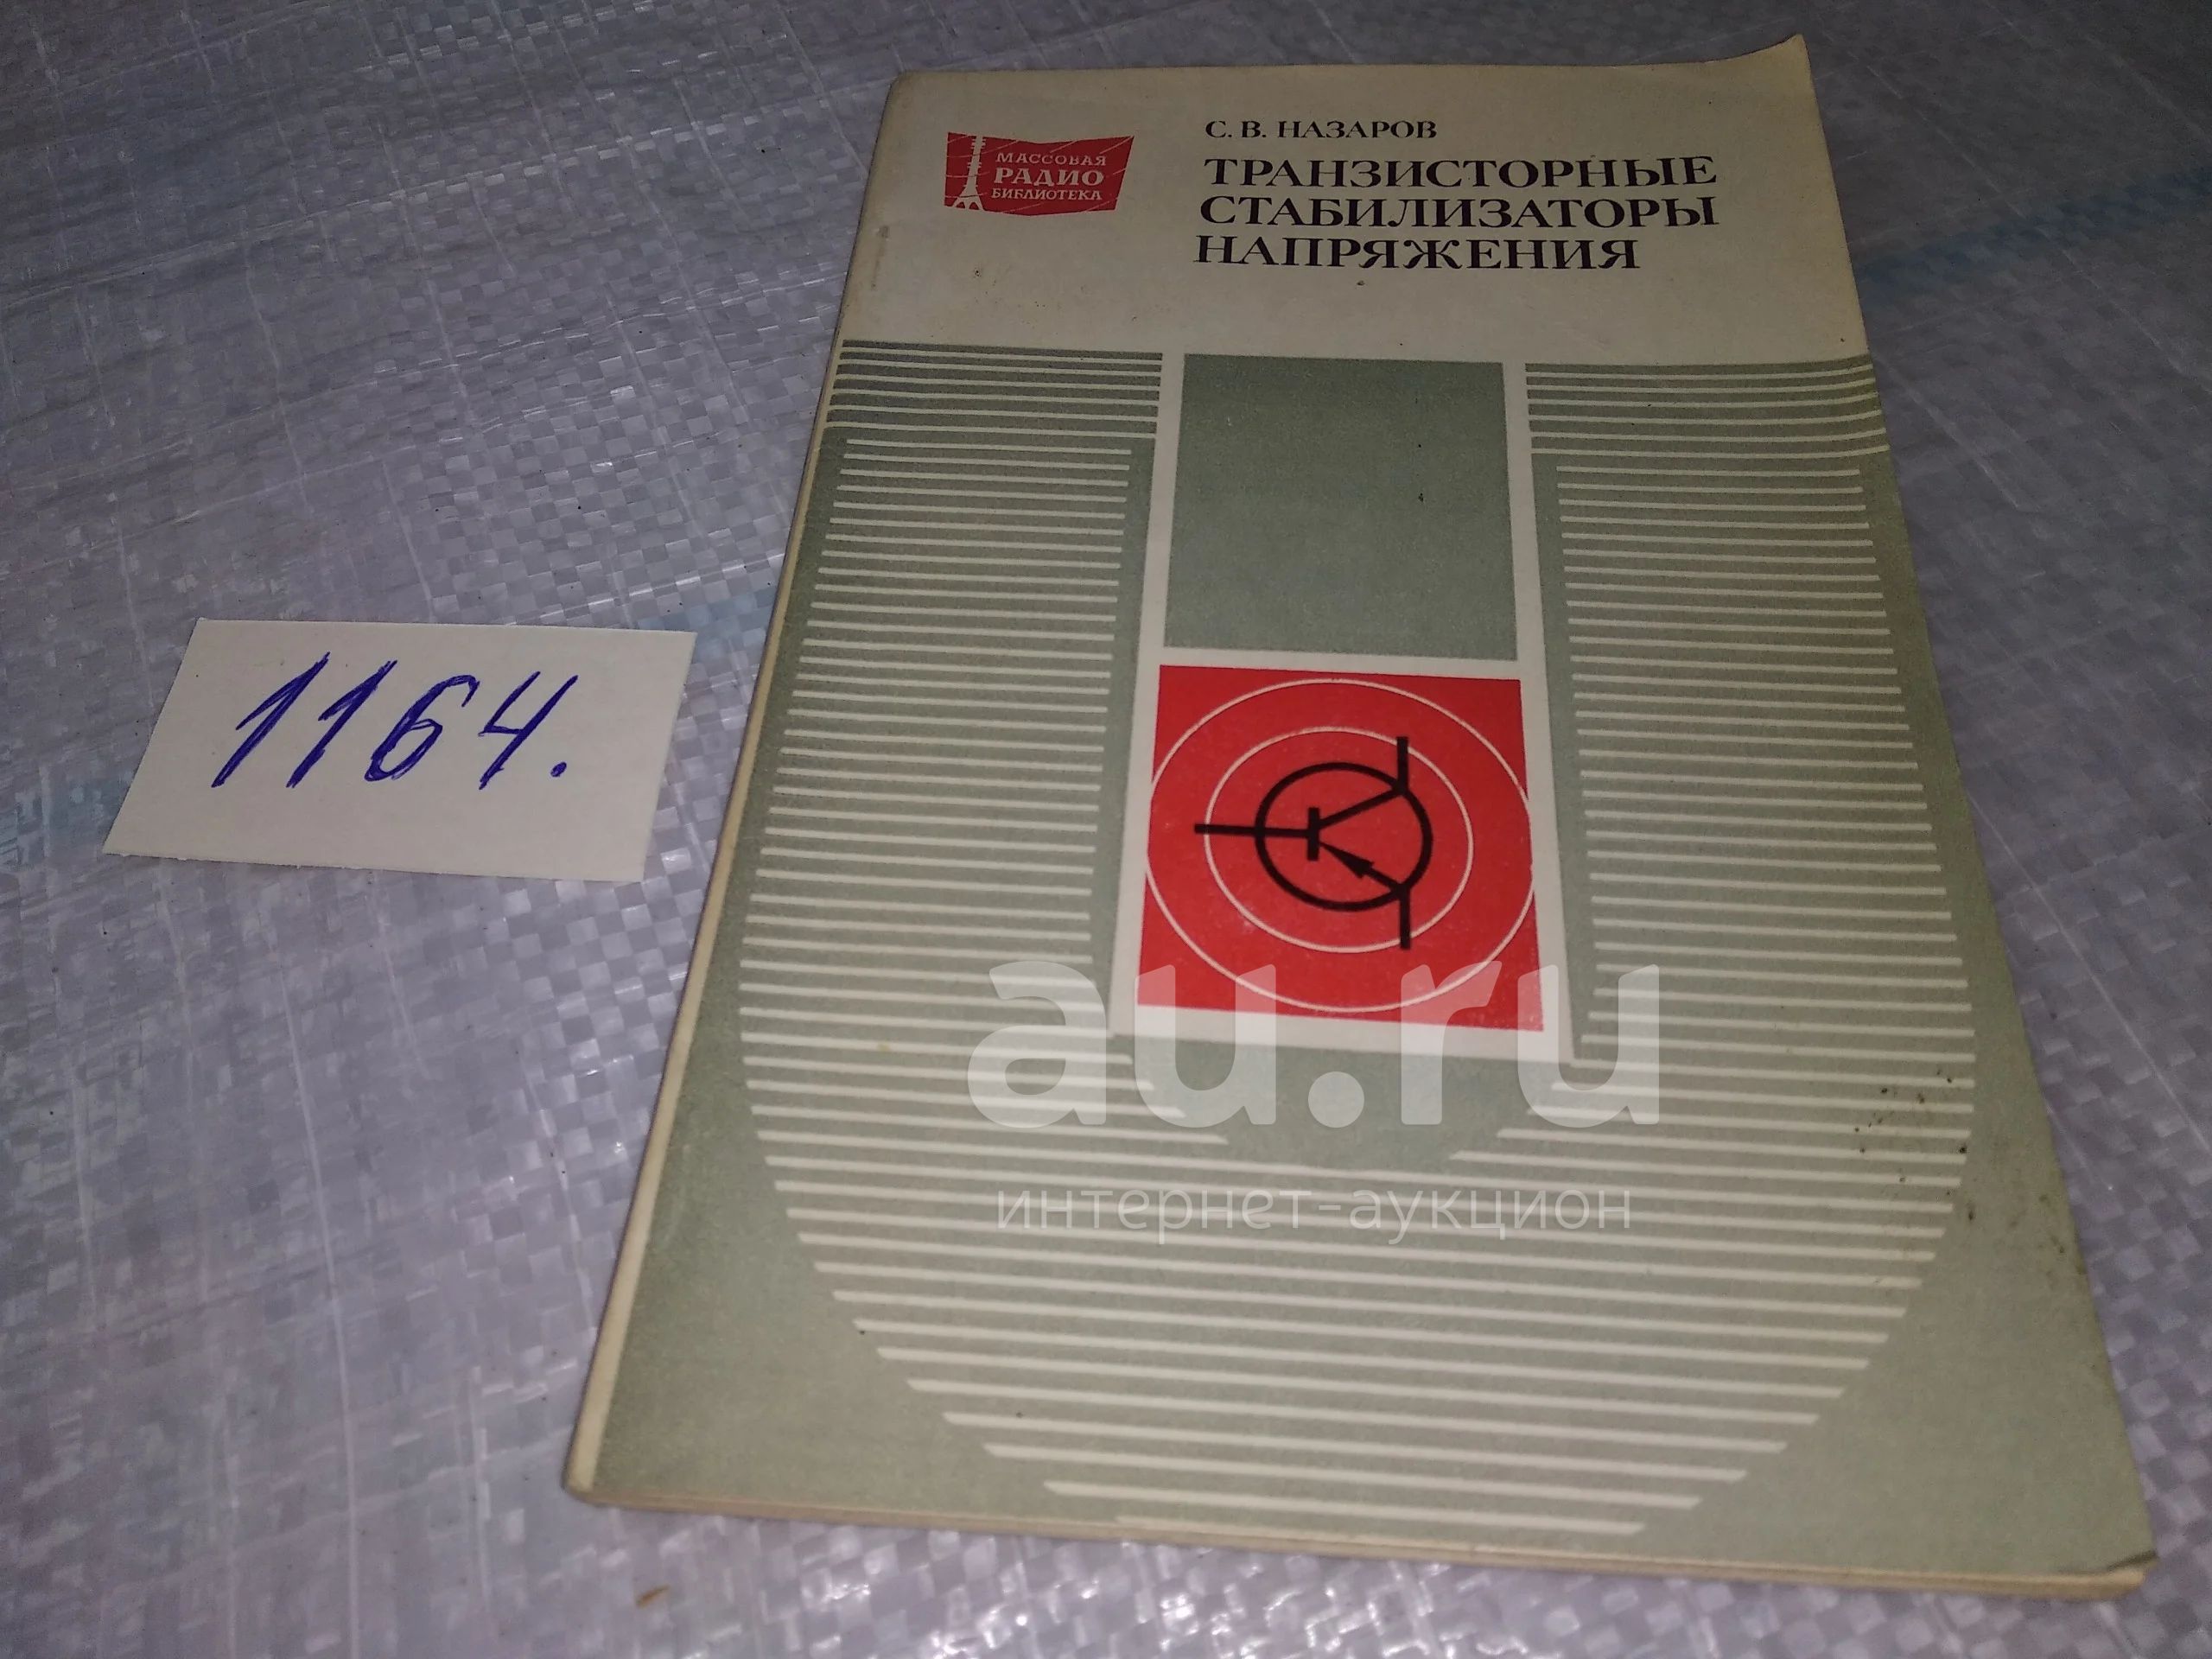 МАССОВАЯ
РАДИО
БИБЛИОТЕКА
С. В. НАЗАРОВ
ТРАНЗИСТОРНЫЕ
СТАБИЛИЗАТОРЫ
НАПРЯЖЕНИЯ
1164.
au.ru
интернет-аукцион